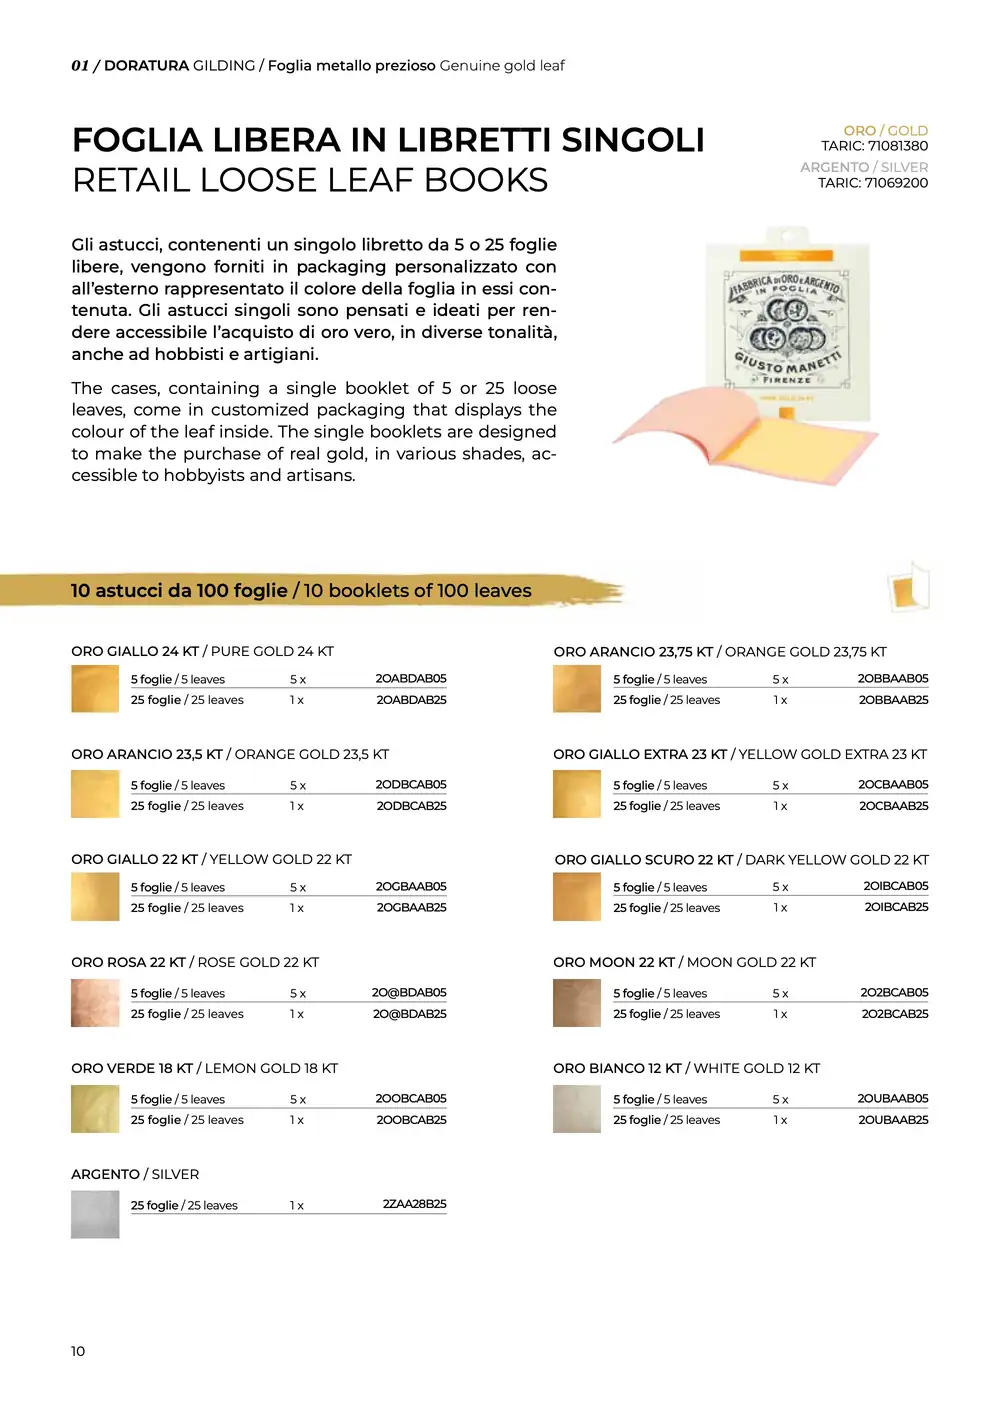 01 / DORATURA GILDING / Foglia metallo prezioso Genuine gold leaf
FOGLIA LIBERA IN LIBRETTI SINGOLI
RETAIL LOOSE LEAF BOOKS
ORO / GOLD
TARIC: 71081380
ARGENTO / SILVER
TARIC: 71069200
Gli astucci, contenenti un singolo libretto da 5 o 25 foglie
libere, vengono forniti in packaging personalizzato con
all’esterno rappresentato il colore della foglia in essi con-
tenuta. Gli astucci singoli sono pensati e ideati per ren-
dere accessibile l’acquisto di oro vero, in diverse tonalità,
anche ad hobbisti e artigiani.
The cases, containing a single booklet of 5 or 25 loose
leaves, come in customized packaging that displays the
colour of the leaf inside. The single booklets are designed
to make the purchase of real gold, in various shades, ac-
cessible to hobbyists and artisans.
FABBRICA DI ORO E ARGENTO
IN FOGLIA
GIUSTO MANETTI
FIRENZE
10 astucci da 100 foglie / 10 booklets of 100 leaves
ORO GIALLO 24 KT / PURE GOLD 24 KT
5 foglie / 5 leaves 5 x 2OABDAB05
25 foglie / 25 leaves 1 x 2OABDAB25
ORO ARANCIO 23,75 KT / ORANGE GOLD 23,75 KT
5 foglie / 5 leaves 5 x 2OBBAAB05
25 foglie / 25 leaves 1 x 2OBBAAB25
ORO ARANCIO 23,5 KT / ORANGE GOLD 23,5 KT
5 foglie / 5 leaves 5 x 2ODBCAB05
25 foglie / 25 leaves 1 x 2ODBCAB25
ORO GIALLO EXTRA 23 KT / YELLOW GOLD EXTRA 23 KT
5 foglie / 5 leaves 5 x 2OCBAAB05
25 foglie / 25 leaves 1 x 2OCBAAB25
ORO GIALLO 22 KT / YELLOW GOLD 22 KT
5 foglie / 5 leaves 5 x 2OGBAAB05
25 foglie / 25 leaves 1 x 2OGBAAB25
ORO GIALLO SCURO 22 KT / DARK YELLOW GOLD 22 KT
5 foglie / 5 leaves 5 x 2OIBCAB05
25 foglie / 25 leaves 1 x 2OIBCAB25
ORO ROSA 22 KT / ROSE GOLD 22 KT
5 foglie / 5 leaves 5 x 2O@BDAB05
25 foglie / 25 leaves 1 x 2O@BDAB25
ORO MOON 22 KT / MOON GOLD 22 KT
5 foglie / 5 leaves 5 x 2O2BCAB05
25 foglie / 25 leaves 1 x 2O2BCAB25
ORO VERDE 18 KT / LEMON GOLD 18 KT
5 foglie / 5 leaves 5 x 2OOBCAB05
25 foglie / 25 leaves 1 x 2OOBCAB25
ORO BIANCO 12 KT / WHITE GOLD 12 KT
5 foglie / 5 leaves 5 x 2OUBAAB05
25 foglie / 25 leaves 1 x 2OUBAAB25
ARGENTO / SILVER
25 foglie / 25 leaves 1 x 2ZAA28B25
10